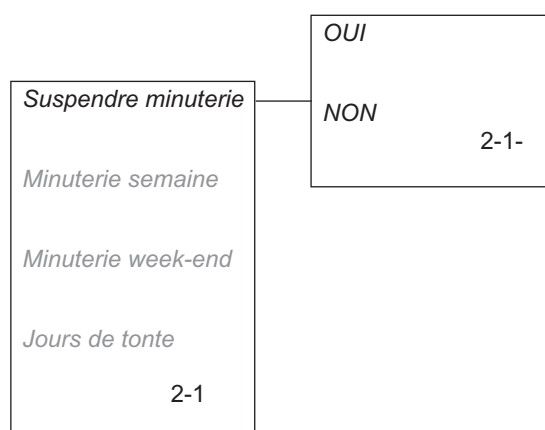 OUI
NON
2-1-
Suspendre minuterie
Minuterie semaine
Minuterie week-end
Jours de tonte
2-1